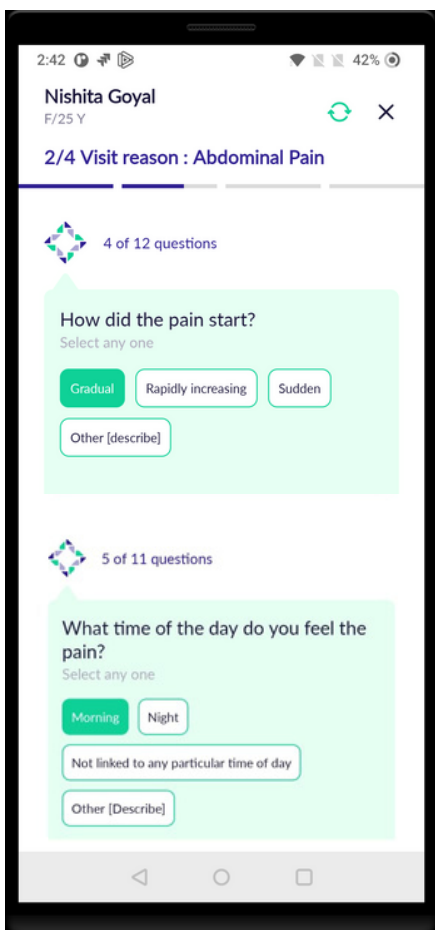 2:42 42%
Nishita Goyal
F/25 Y
2/4 Visit reason : Abdominal Pain
4 of 12 questions
How did the pain start?
Select any one
Gradual Rapidly increasing Sudden
Other [describe]
5 of 11 questions
What time of the day do you feel the
pain?
Select any one
Morning Night
Not linked to any particular time of day
Other [Describe]